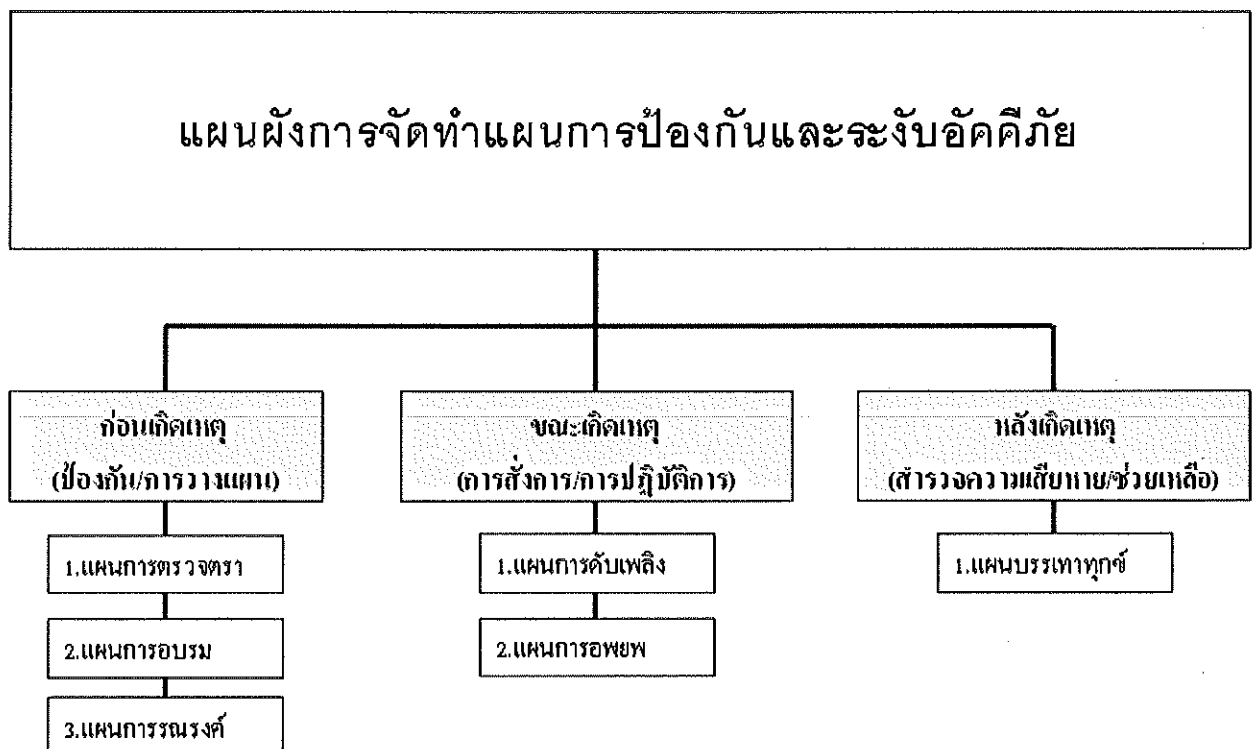 แผนผังการจัดทำแผนการป้องกันและระงับอัคคีภัย
ก่อนเกิดเหตุ
(ป้องกัน/การวางแผน)
1.แผนการตรวจตรา
2.แผนการอบรม
3.แผนการรณรงค์
ขณะเกิดเหตุ
(การสั่งการ/การปฏิบัติการ)
1.แผนการดับเพลิง
2.แผนการอพยพ
หลังเกิดเหตุ
(สำรวจความเสียหาย/ช่วยเหลือ)
1.แผนบรรเทาทุกข์